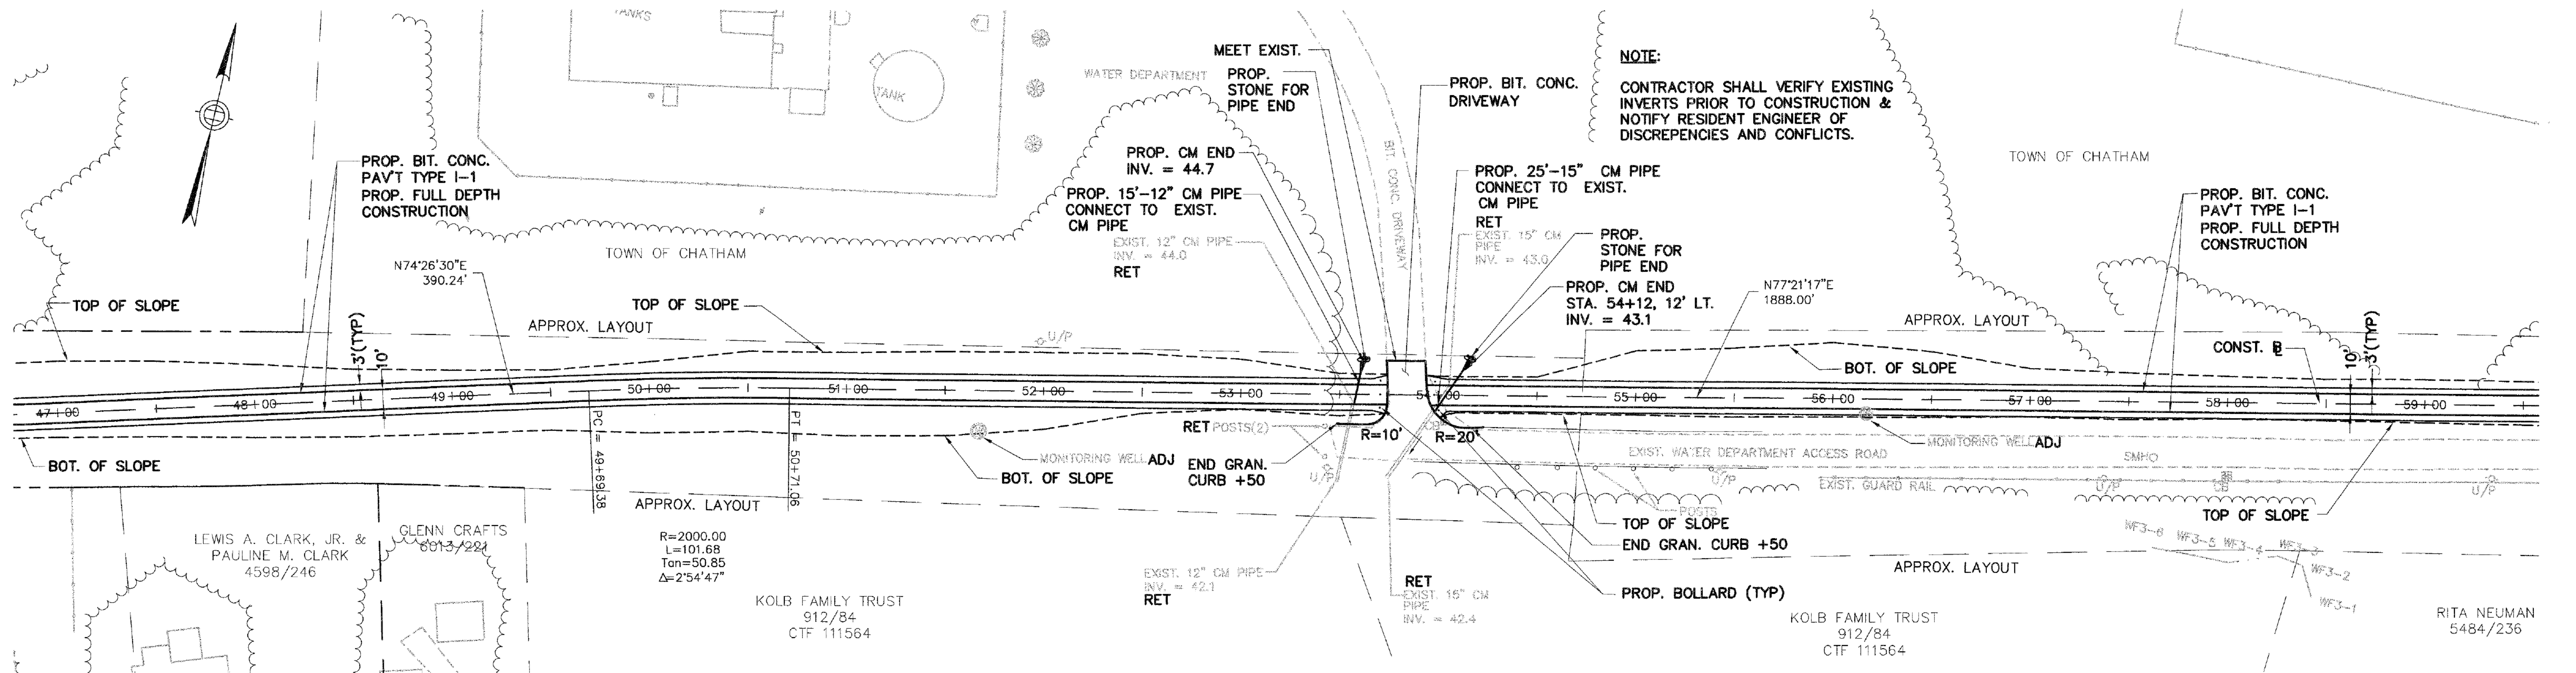 TANKS
TANK
WATER DEPARTMENT
MEET EXIST.
PROP.
STONE FOR
PIPE END
PROP. BIT. CONC.
DRIVEWAY
NOTE:
CONTRACTOR SHALL VERIFY EXISTING
INVERTS PRIOR TO CONSTRUCTION &
NOTIFY RESIDENT ENGINEER OF
DISCREPENCIES AND CONFLICTS.
TOWN OF CHATHAM
PROP. BIT. CONC.
PAV'T TYPE I-1
PROP. FULL DEPTH
CONSTRUCTION
PROP. CM END
INV. = 44.7
PROP. 15'-12" CM PIPE
CONNECT TO EXIST.
CM PIPE
EXIST. 12" CM PIPE
INV. = 44.0
RET
BIT. CONC. DRIVEWAY
PROP. 25'-15" CM PIPE
CONNECT TO EXIST.
CM PIPE
RET
EXIST. 15" CM
PIPE
INV. = 43.0
PROP.
STONE FOR
PIPE END
PROP. CM END
STA. 54+12, 12' LT.
INV. = 43.1
PROP. BIT. CONC.
PAV'T TYPE I-1
PROP. FULL DEPTH
CONSTRUCTION
TOWN OF CHATHAM
N74°26'30"E
390.24'
N77°21'17"E
1888.00'
TOP OF SLOPE
TOP OF SLOPE
APPROX. LAYOUT
U/P
APPROX. LAYOUT
CONST. B
3'(TYP)
10'
10'
3'(TYP)
BOT. OF SLOPE
47+00
48+00
49+00
50+00
51+00
52+00
53+00
55+00
56+00
57+00
58+00
59+00
PC = 49+69.38
PT = 50+71.06
RET POSTS(2)
R=10'
CB
R=20'
MONITORING WELL ADJ
MONITORING WELL ADJ
BOT. OF SLOPE
BOT. OF SLOPE
END GRAN.
CURB +50
U/P
EXIST. WATER DEPARTMENT ACCESS ROAD
SMHO
U/P
EXIST. GUARD RAIL
U/P
CB
U/P
POSTS
APPROX. LAYOUT
TOP OF SLOPE
TOP OF SLOPE
END GRAN. CURB +50
APPROX. LAYOUT
PROP. BOLLARD (TYP)
LEWIS A. CLARK, JR. &
PAULINE M. CLARK
4598/246
GLENN CRAFTS
6013/221
R=2000.00
L=101.68
Tan=50.85
Δ=2°54'47"
EXIST. 12" CM PIPE
INV. = 42.1
RET
RET
EXIST. 15" CM
PIPE
INV. = 42.4
KOLB FAMILY TRUST
912/84
CTF 111564
KOLB FAMILY TRUST
912/84
CTF 111564
WF3-6
WF3-5
WF3-4
WF3-3
WF3-2
WF3-1
RITA NEUMAN
5484/236